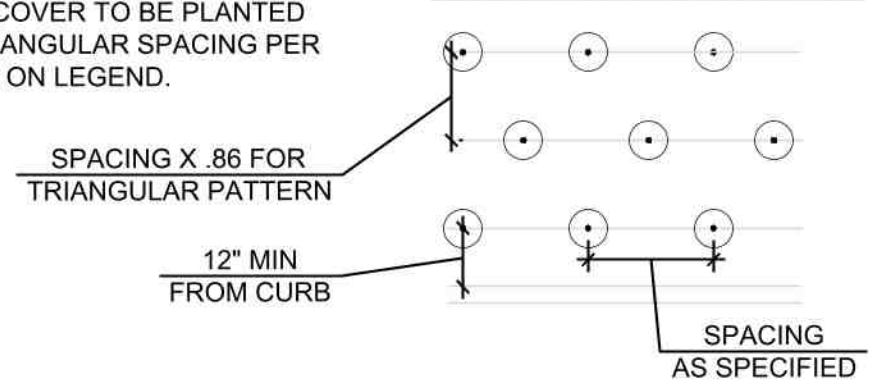 COVER TO BE PLANTED
ANGULAR SPACING PER
ON LEGEND.
SPACING X .86 FOR
TRIANGULAR PATTERN
12" MIN
FROM CURB
SPACING
AS SPECIFIED